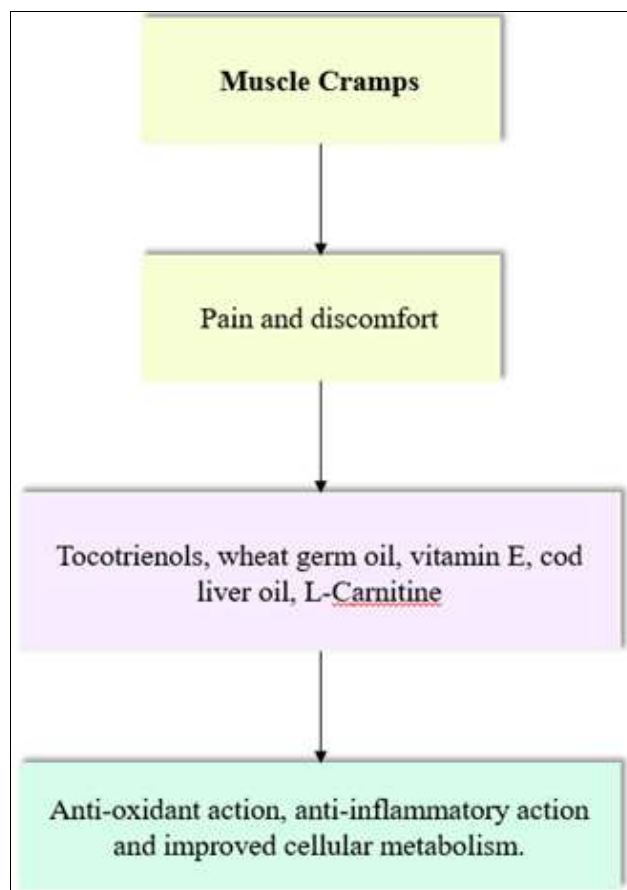 Muscle Cramps
Pain and discomfort
Tocotrienols, wheat germ oil, vitamin E, cod
liver oil, L-Carnitine
Anti-oxidant action, anti-inflammatory action
and improved cellular metabolism.